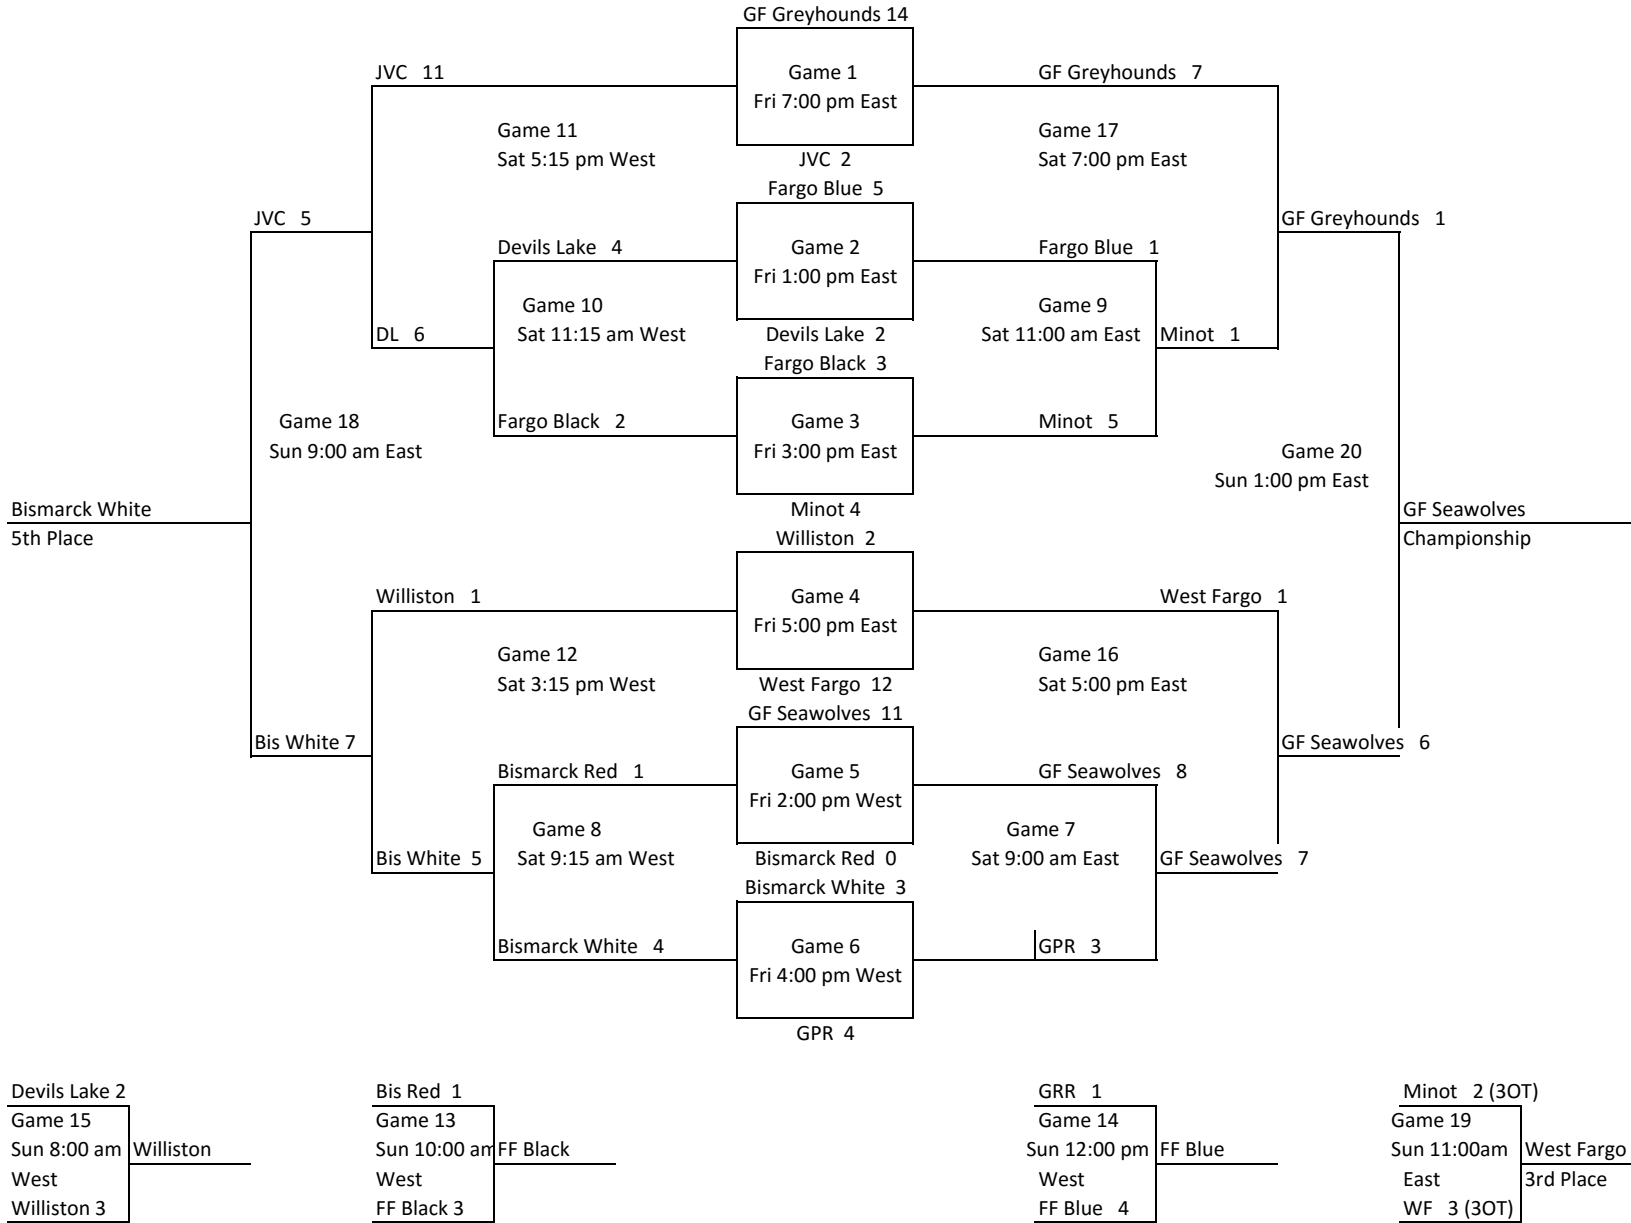 GF Greyhounds 14
JVC 11
Game 1
GF Greyhounds 7
Fri 7:00 pm East
Game 11
Game 17
Sat 5:15 pm West
JVC 2
Sat 7:00 pm East
Fargo Blue 5
JVC 5
GF Greyhounds 1
Devils Lake 4
Game 2
Fargo Blue 1
Fri 1:00 pm East
Game 10
Game 9
DL 6
Sat 11:15 am West
Devils Lake 2
Sat 11:00 am East
Minot 1
Fargo Black 3
Game 18
Fargo Black 2
Game 3
Minot 5
Sun 9:00 am East
Fri 3:00 pm East
Game 20
Sun 1:00 pm East
Bismarck White
Minot 4
GF Seawolves
5th Place
Williston 2
Championship
Williston 1
Game 4
West Fargo 1
Fri 5:00 pm East
Game 12
Game 16
Sat 3:15 pm West
West Fargo 12
Sat 5:00 pm East
GF Seawolves 11
Bis White 7
GF Seawolves 6
Bismarck Red 1
Game 5
GF Seawolves 8
Fri 2:00 pm West
Game 8
Game 7
Bis White 5
Sat 9:15 am West
Bismarck Red 0
Sat 9:00 am East
GF Seawolves 7
Bismarck White 3
Bismarck White 4
Game 6
GPR 3
Fri 4:00 pm West
GPR 4
Devils Lake 2
Game 15
Sun 8:00 am
Williston
West
Williston 3
Bis Red 1
Game 13
Sun 10:00 am
FF Black
West
FF Black 3
GRR 1
Game 14
Sun 12:00 pm
FF Blue
West
FF Blue 4
Minot 2 (3OT)
Game 19
Sun 11:00am
West Fargo
East
3rd Place
WF 3 (3OT)